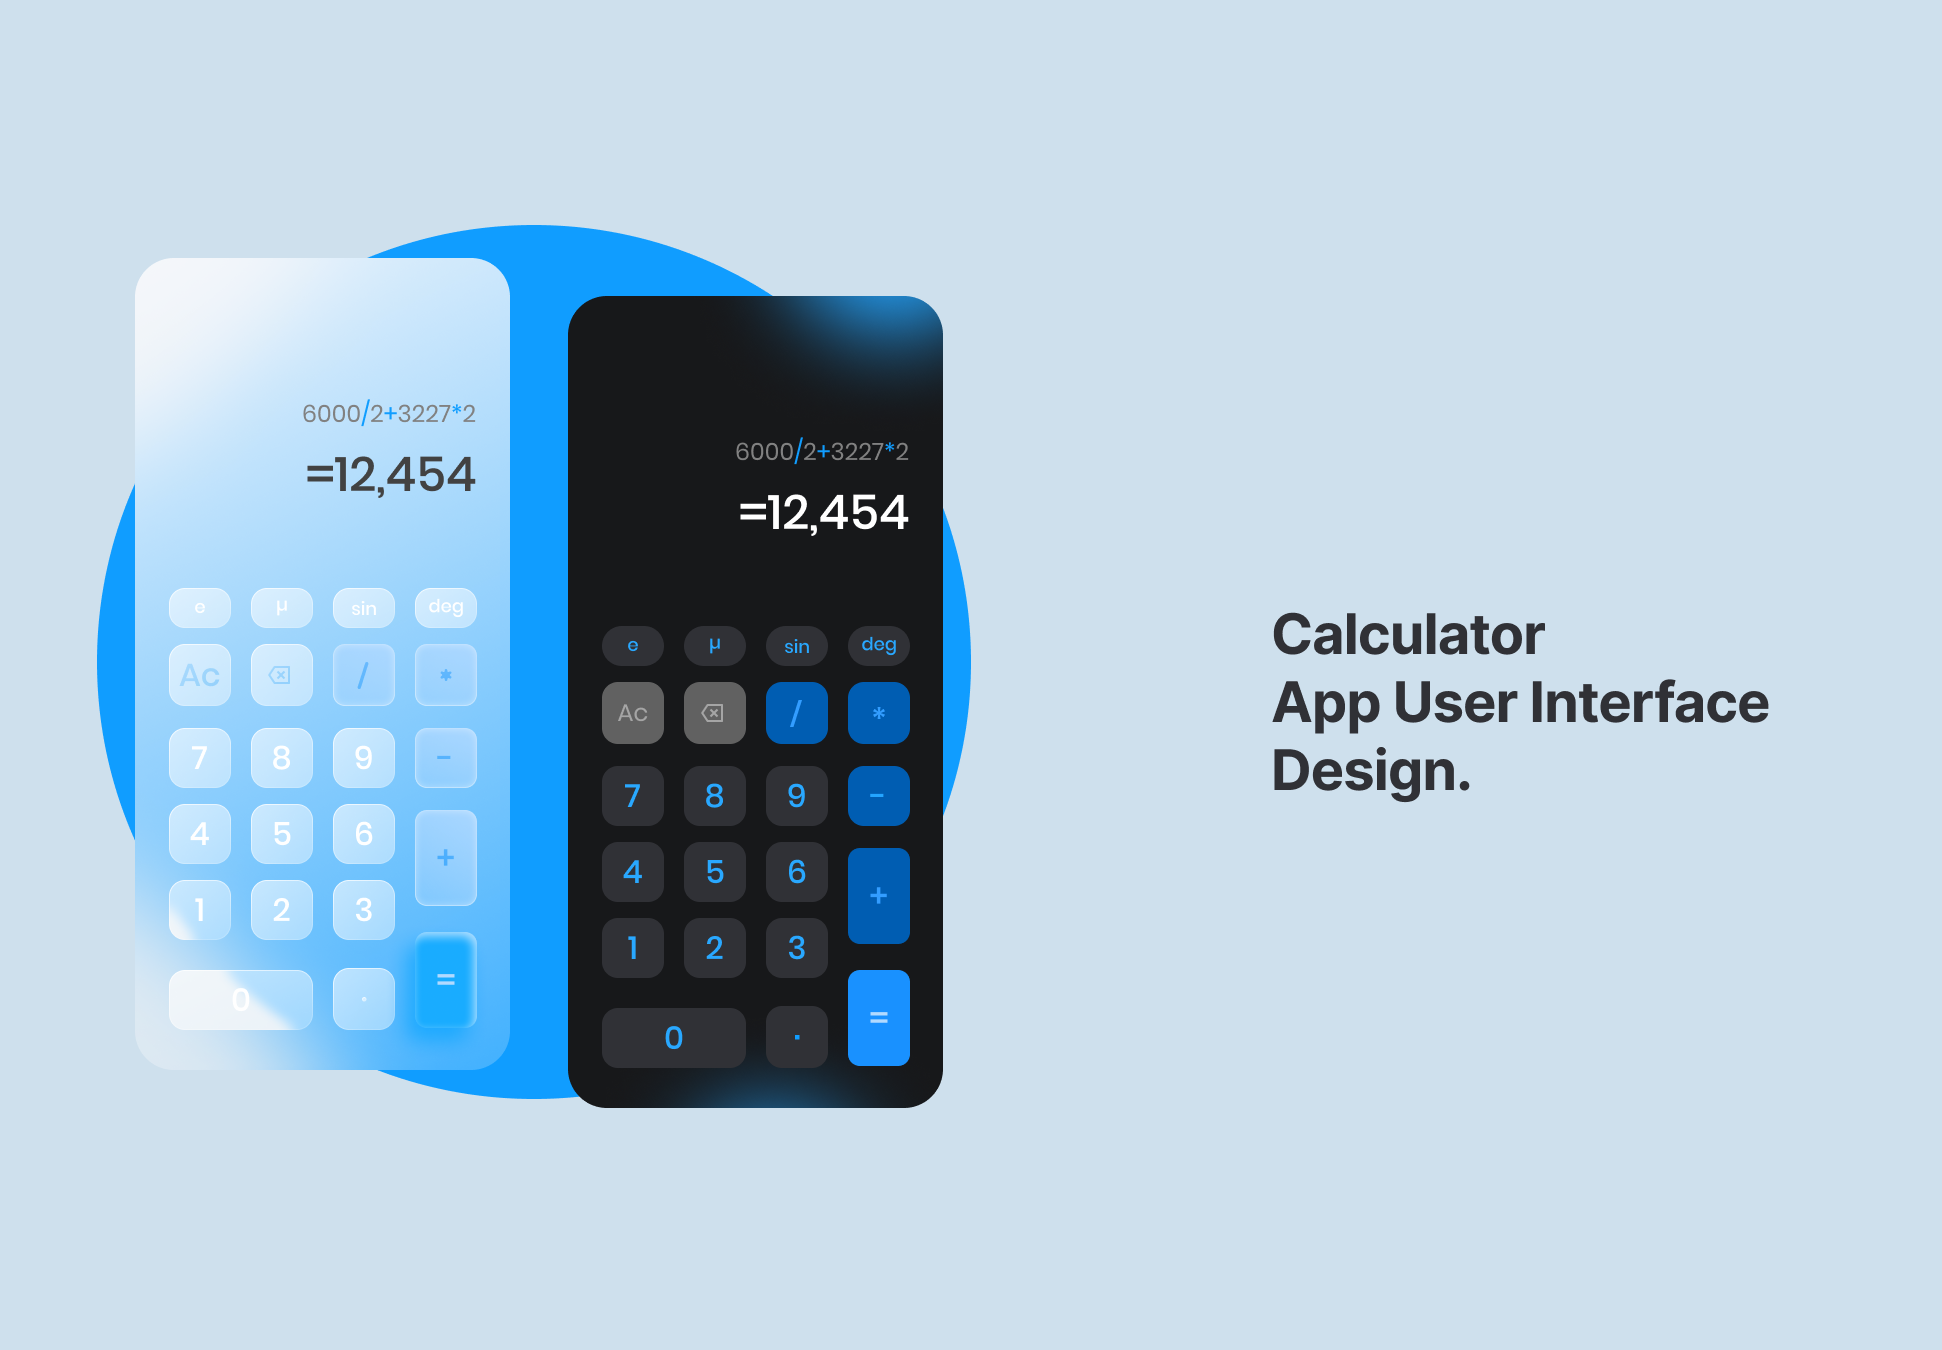 6000/2+3227*2
=12,454
e μ sin deg
Ac / *
7 8 9 -
4 5 6 +
1 2 3
0 . =
6000/2+3227*2
=12,454
e μ sin deg
Ac / *
7 8 9 -
4 5 6 +
1 2 3
0 . =
Calculator
App User Interface
Design.